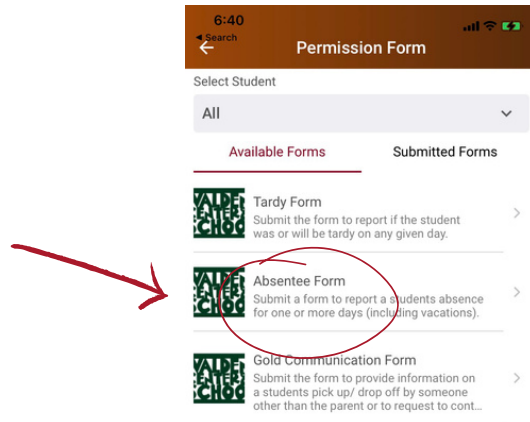 6:40
Search
Permission Form
Select Student
All
Available Forms
Submitted Forms
Tardy Form
Submit the form to report if the student
was or will be tardy on any given day.
Absentee Form
Submit a form to report a students absence
for one or more days (including vacations).
Gold Communication Form
Submit the form to provide information on
a students pick up/ drop off by someone
other than the parent or to request to cont...